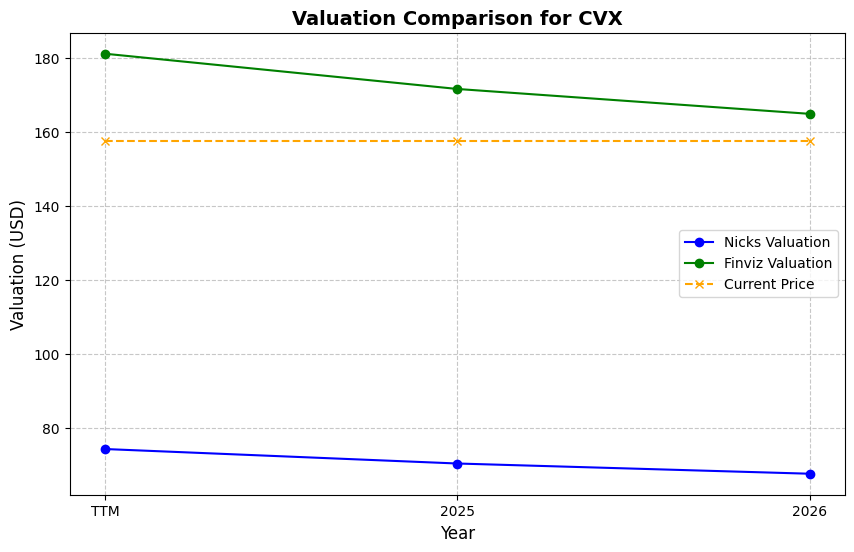 Valuation Comparison for CVX
Valuation (USD)
180
160
140
120
100
80
Nicks Valuation
Finviz Valuation
Current Price
TTM
2025
2026
Year